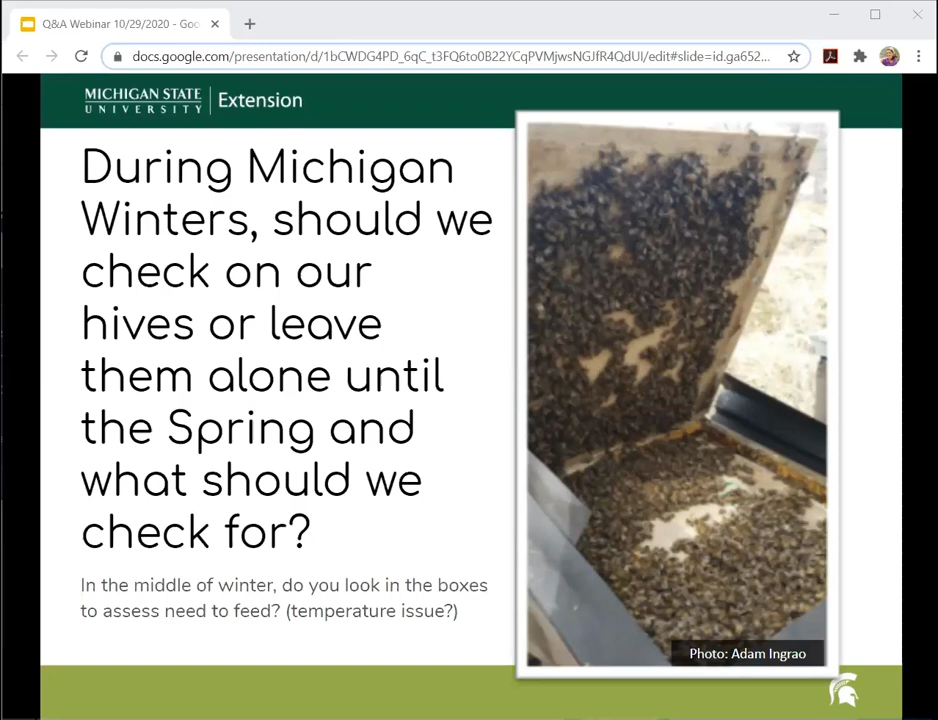 Q&A Webinar 10/29/2020 - Goo
docs.google.com/presentation/d/1bCWDG4PD_6qC_t3FQ6to0B22YCqPVMjwsNGJfR4QdUI/edit#slide=id.ga652...
MICHIGAN STATE
UNIVERSITY
Extension
During Michigan
Winters, should we
check on our
hives or leave
them alone until
the Spring and
what should we
check for?
In the middle of winter, do you look in the boxes
to assess need to feed? (temperature issue?)
Photo: Adam Ingrao